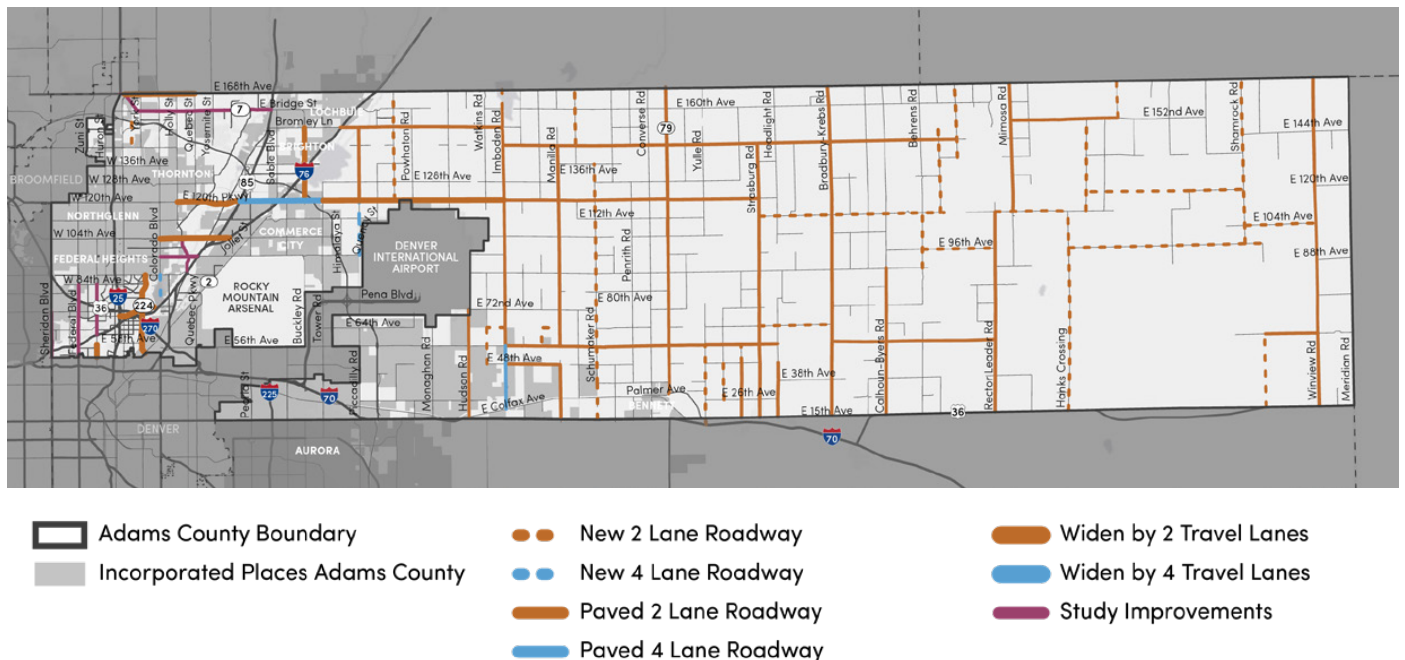 E 168th Ave
7
E Bridge St
LOCHBUIE
Bromley Ln
BRIGHTON
York St
Holly St
Quebec St
Yosemite St
Sable Blvd
Zuni St
Huron St
W 136th Ave
W 128th Ave
THORNTON
BROOMFIELD
W 120th Ave
E 120th Pkwy
85
76
NORTHGLENN
W 104th Ave
Colorado Blvd
Joliet St
COMMERCE
CITY
FEDERAL HEIGHTS
W 84th Ave
Sheridan Blvd
Federal Blvd
36
25
224
270
2
Quebec Pkwy
E 58th Ave
E 56th Ave
ROCKY
MOUNTAIN
ARSENAL
Buckley Rd
Tower Rd
Himalaya St
Quency St
DENVER
INTERNATIONAL
AIRPORT
Pena Blvd
E 64th Ave
Peoria St
225
70
Piccadilly Rd
DENVER
AURORA
Monaghan Rd
Hudson Rd
Powhaton Rd
E 128th Ave
Watkins Rd
Imboden Rd
Manilla Rd
E 136th Ave
E 112th Ave
E 72nd Ave
E 80th Ave
E 48th Ave
E Colfax Ave
Schumaker Rd
Penrith Rd
Converse Rd
E 160th Ave
79
Yulle Rd
Strasburg Rd
Headlight Rd
Bradbury-Krebs Rd
Palmer Ave
BENNETT
E 26th Ave
E 38th Ave
E 15th Ave
70
Calhoun-Byers Rd
36
Behrens Rd
E 96th Ave
Rector Leader Rd
Mimosa Rd
Hanks Crossing
E 152nd Ave
Shamrock Rd
E 144th Ave
E 120th Ave
E 104th Ave
E 88th Ave
Winview Rd
Meridian Rd
Adams County Boundary
Incorporated Places Adams County
New 2 Lane Roadway
New 4 Lane Roadway
Paved 2 Lane Roadway
Paved 4 Lane Roadway
Widen by 2 Travel Lanes
Widen by 4 Travel Lanes
Study Improvements